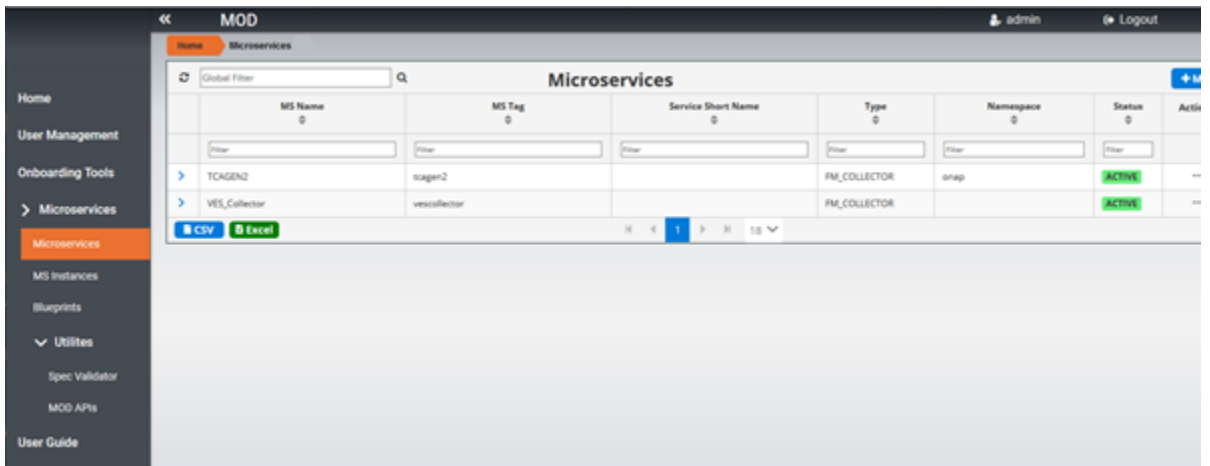 MOD
admin
Logout
Home
Microservices
Global Filter
Microservices
MS Name
MS Tag
Service Short Name
Type
Namespace
Status
Filter
Filter
Filter
Filter
Filter
Filter
TCAGEN2
tcagen2
FM_COLLECTOR
onap
ACTIVE
VES_Collector
vescollector
FM_COLLECTOR
ACTIVE
CSV
Excel
1
18
Home
User Management
Onboarding Tools
Microservices
Microservices
MS Instances
Blueprints
Utilites
Spec Validator
MOD APIs
User Guide